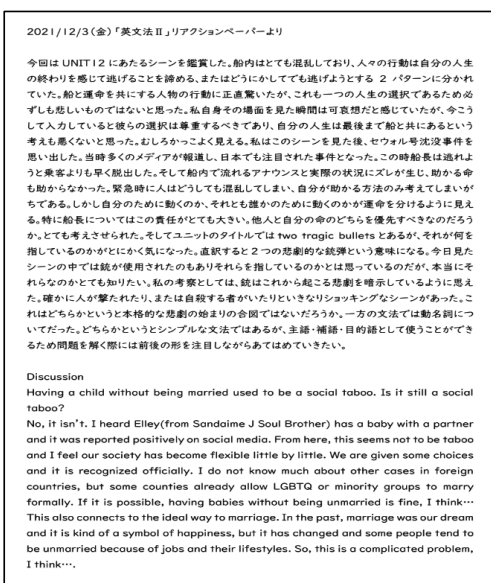 2021/12/3(金)「英文法Ⅱ」リアクションペーパーより
今回は UNIT12 にあたるシーンを鑑賞した。船内はとても混乱しており、人々の行動は自分の人生
の終わりを感じて逃げることを諦める、またはどうにかしてでも逃げようとする 2 パターンに分かれ
ていた。船と運命を共にする人物の行動に正直驚いたが、これも一つの人生の選択であるため必
ずしも悲しいものではないと思った。私自身その場面を見た瞬間は可哀想だと感じていたが、今こう
して入力していると彼らの選択は尊重するべきであり、自分の人生は最後まで船と共にあるという
考えも悪くないと思った。むしろかっこよく見える。私はこのシーンを見た後、セウォル号沈没事件を
思い出した。当時多くのメディアが報道し、日本でも注目された事件となった。この時船長は逃れよ
うと乗客よりも早く脱出した。そして船内で流れるアナウンスと実際の状況にズレが生じ、助かる命
も助からなかった。緊急時に人はどうしても混乱してしまい、自分が助かる方法のみ考えてしまいが
ちである。しかし自分のために動くのか、それとも誰かのために動くのかが運命を分けるように見え
る。特に船長についてはこの責任がとても大きい。他人と自分の命のどちらを優先すべきなのだろう
か。とても考えさせられた。そしてユニットのタイトルでは two tragic bullets とあるが、それが何を
指しているのかがとにかく気になった。直訳すると2つの悲劇的な銃弾という意味になる。今日見た
シーンの中では銃が使用されたのもありそれらを指しているのかとは思っているのだが、本当にそ
れらなのかとても知りたい。私の考察としては、銃はこれから起こる悲劇を暗示しているように思え
た。確かに人が撃たれたり、または自殺する者がいたりといきなりショッキングなシーンがあった。こ
れはどちらかというと本格的な悲劇の始まりの合図ではないだろうか。一方の文法では動名詞につ
いてだった。どちらかというとシンプルな文法ではあるが、主語・補語・目的語として使うことができ
るため問題を解く際には前後の形を注目しながらあてはめていきたい。
Discussion
Having a child without being married used to be a social taboo. Is it still a social
taboo?
No, it isn't. I heard Elley(from Sandaime J Soul Brother) has a baby with a partner
and it was reported positively on social media. From here, this seems not to be taboo
and I feel our society has become flexible little by little. We are given some choices
and it is recognized officially. I do not know much about other cases in foreign
countries, but some counties already allow LGBTQ or minority groups to marry
formally. If it is possible, having babies without being unmarried is fine, I think…
This also connects to the ideal way to marriage. In the past, marriage was our dream
and it is kind of a symbol of happiness, but it has changed and some people tend to
be unmarried because of jobs and their lifestyles. So, this is a complicated problem,
I think….